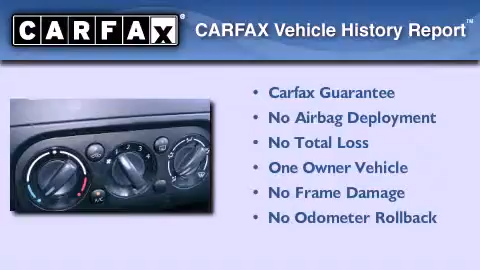 CARFAX® CARFAX Vehicle History Report™
• Carfax Guarantee
• No Airbag Deployment
• No Total Loss
• One Owner Vehicle
• No Frame Damage
• No Odometer Rollback